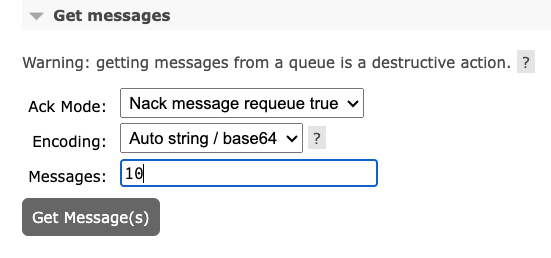 Get messages
Warning: getting messages from a queue is a destructive action. ?
Ack Mode: Nack message requeue true
Encoding: Auto string / base64 ?
Messages: 10
Get Message(s)